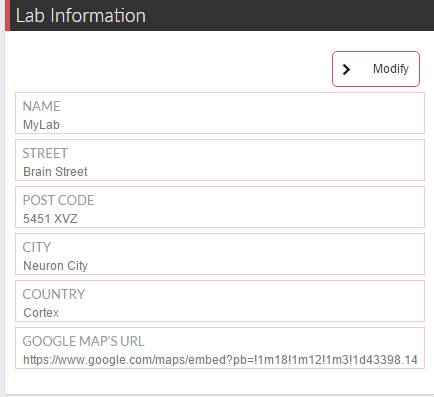 Lab Information
Modify
NAME
MyLab
STREET
Brain Street
POST CODE
5451 XVZ
CITY
Neuron City
COUNTRY
Cortex
GOOGLE MAP'S URL
https://www.google.com/maps/embed?pb=!1m18!1m12!1m3!1d43398.14